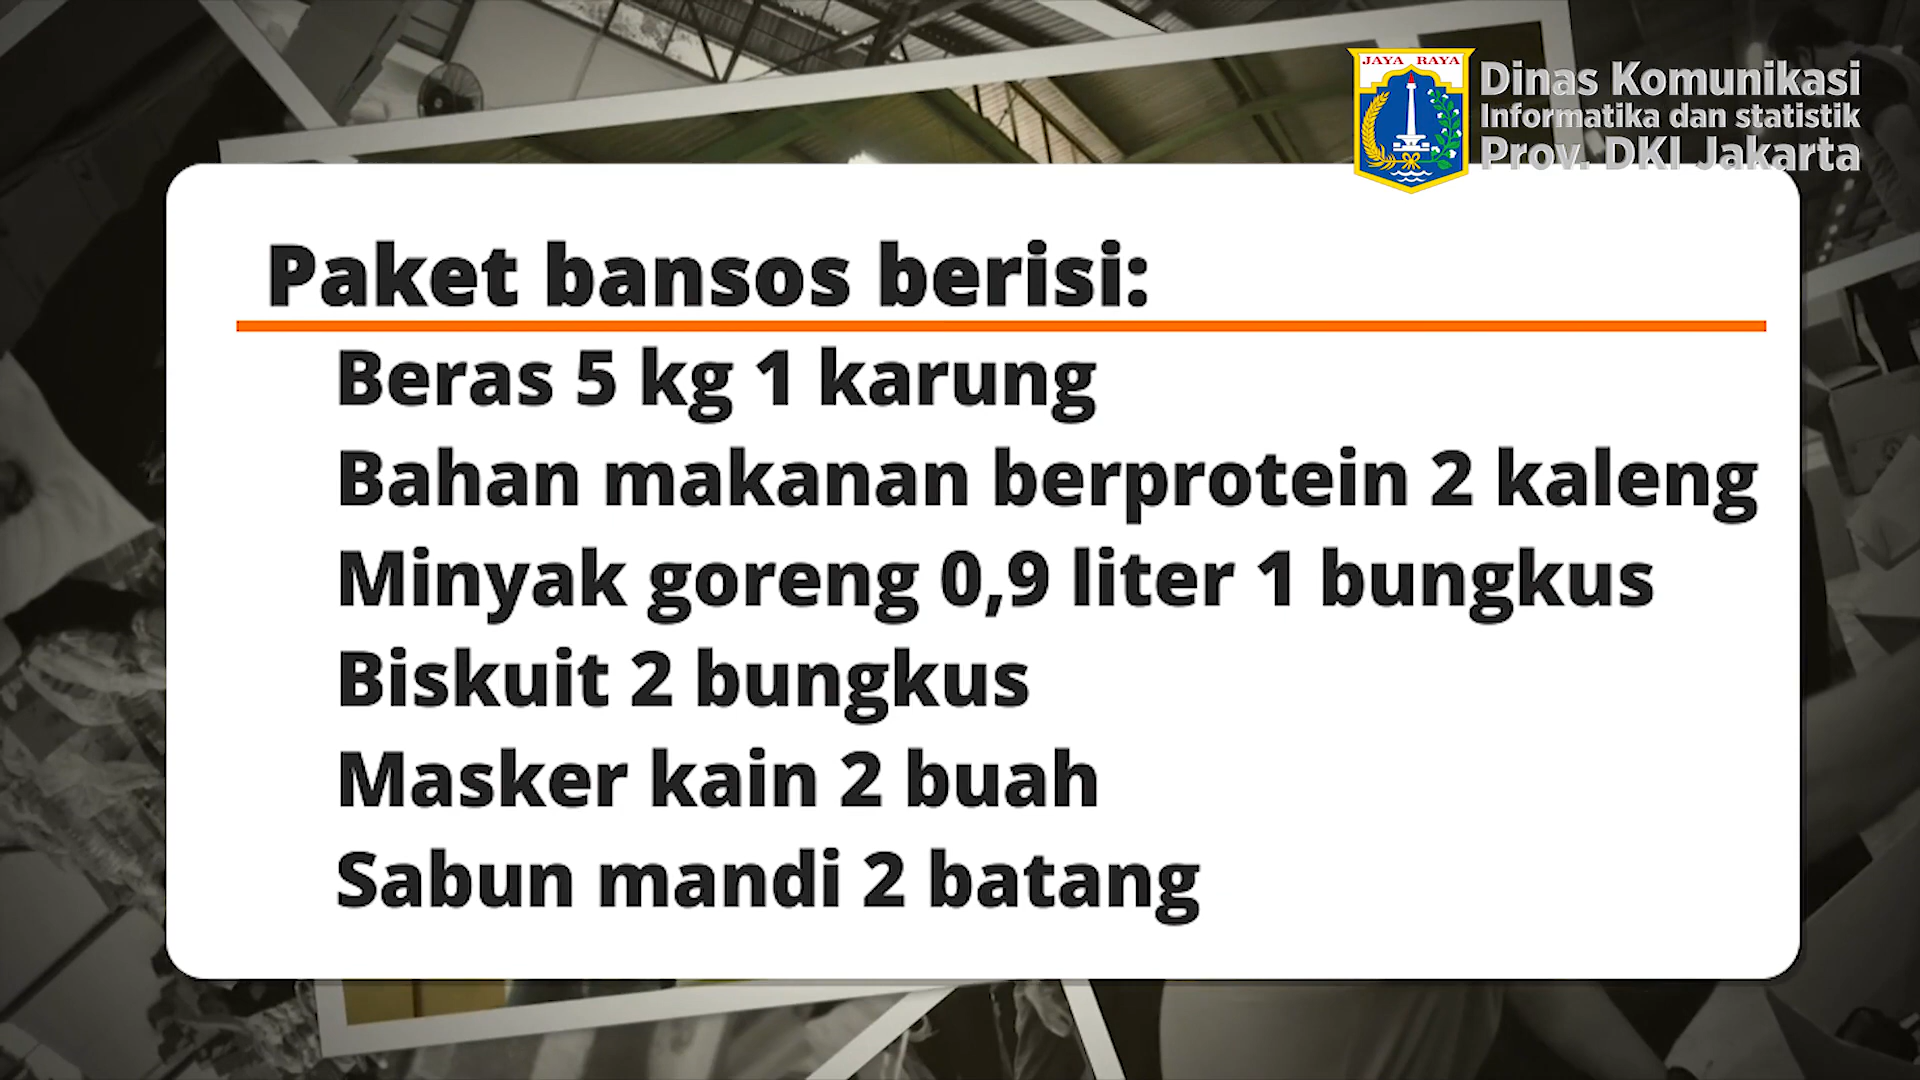 JAYA RAYA
Dinas Komunikasi
Informatika dan statistik
Prov. DKI Jakarta
Paket bansos berisi:
Beras 5 kg 1 karung
Bahan makanan berprotein 2 kaleng
Minyak goreng 0,9 liter 1 bungkus
Biskuit 2 bungkus
Masker kain 2 buah
Sabun mandi 2 batang